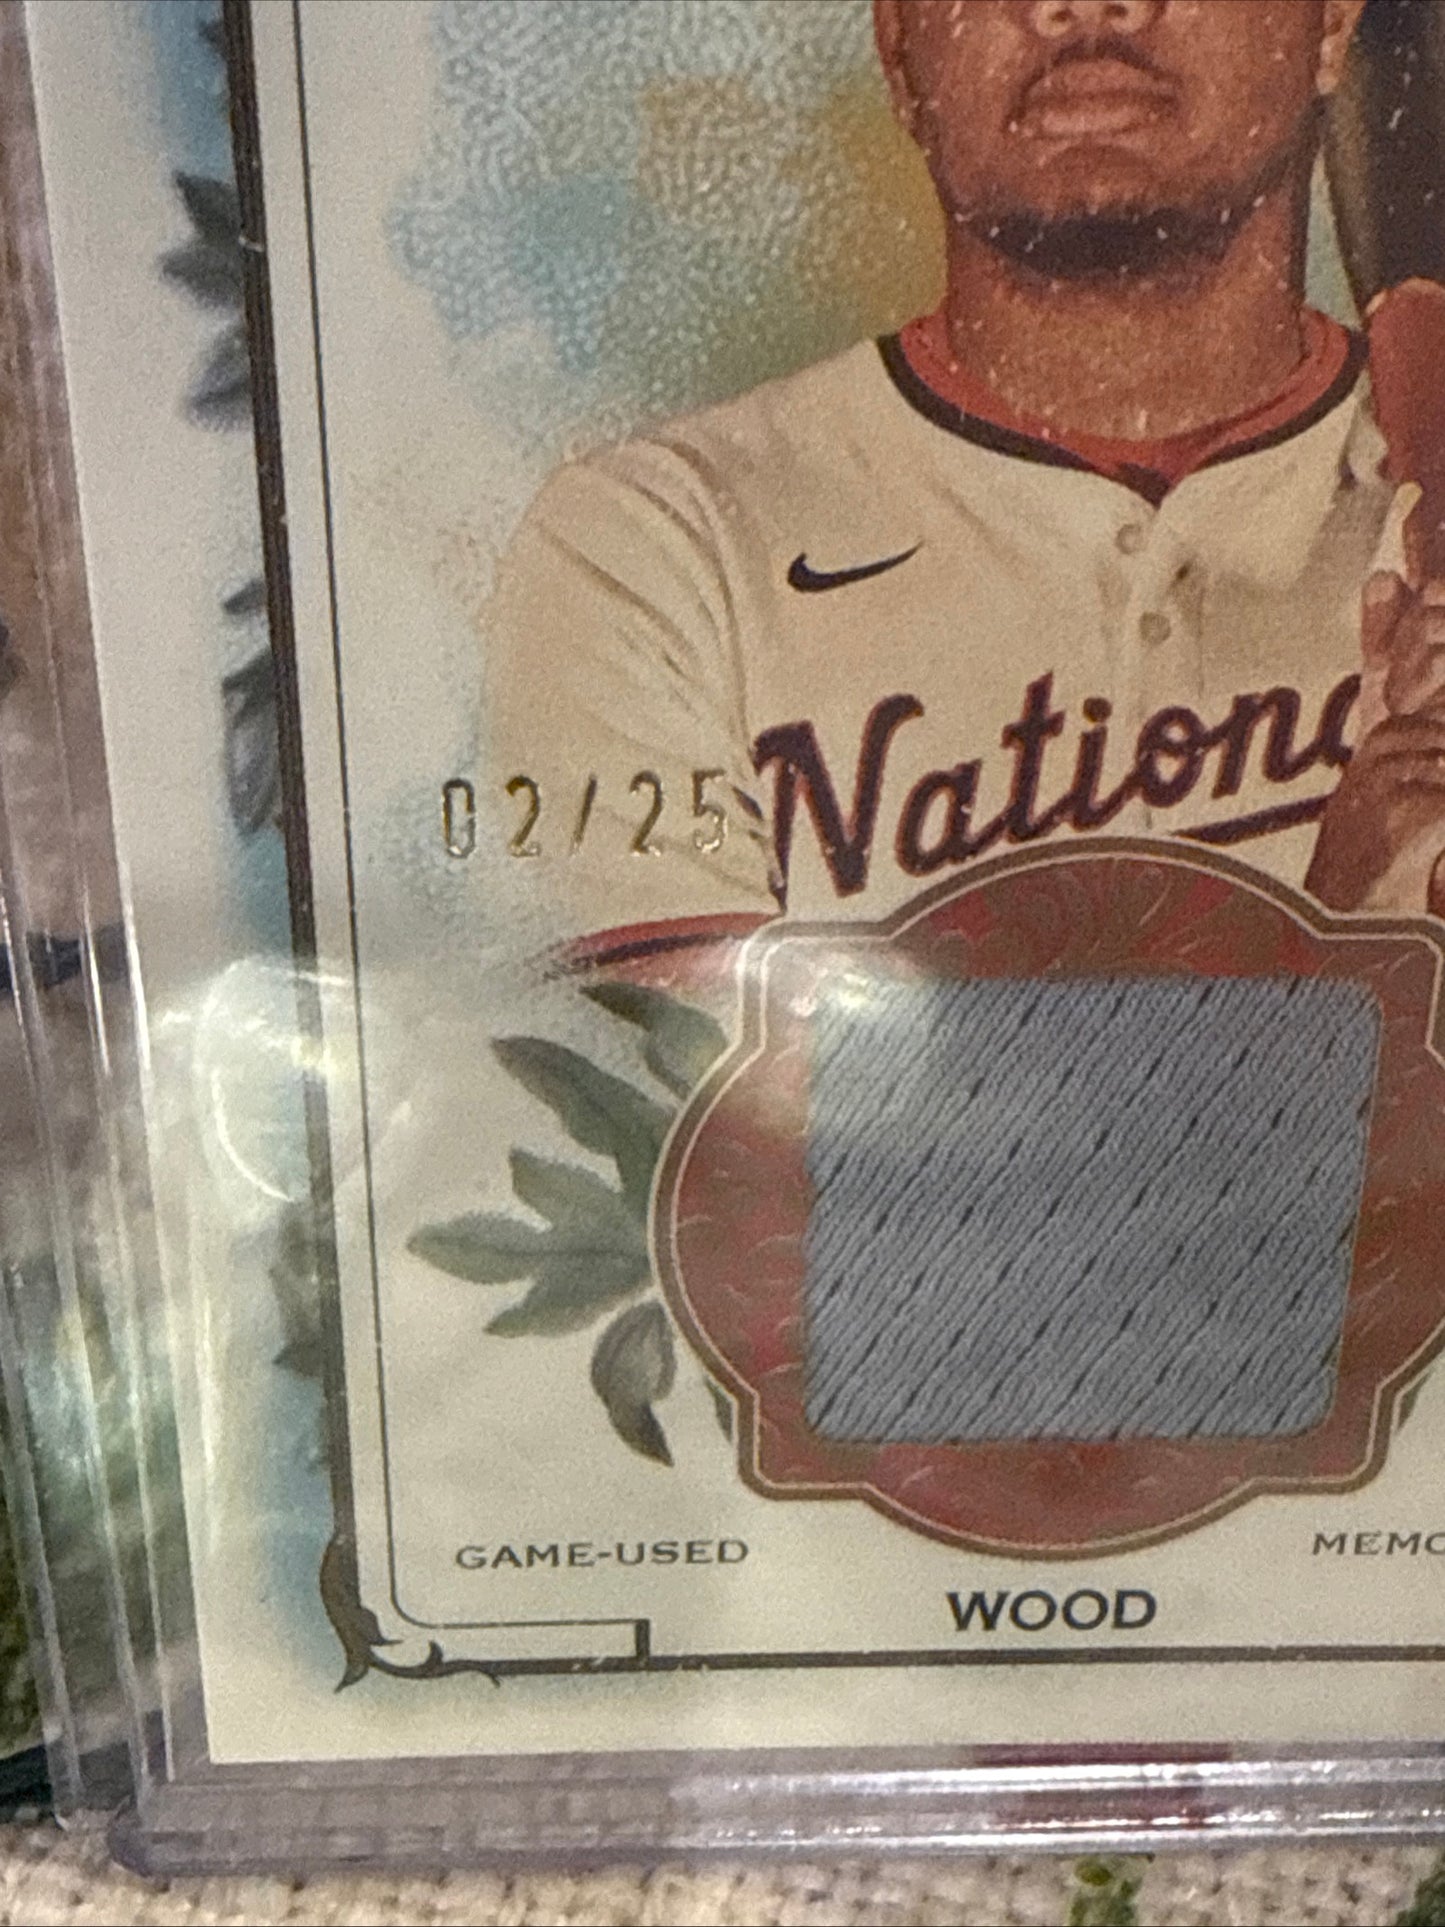 Nationa
02/25
GAME-USED
MEMO
WOOD